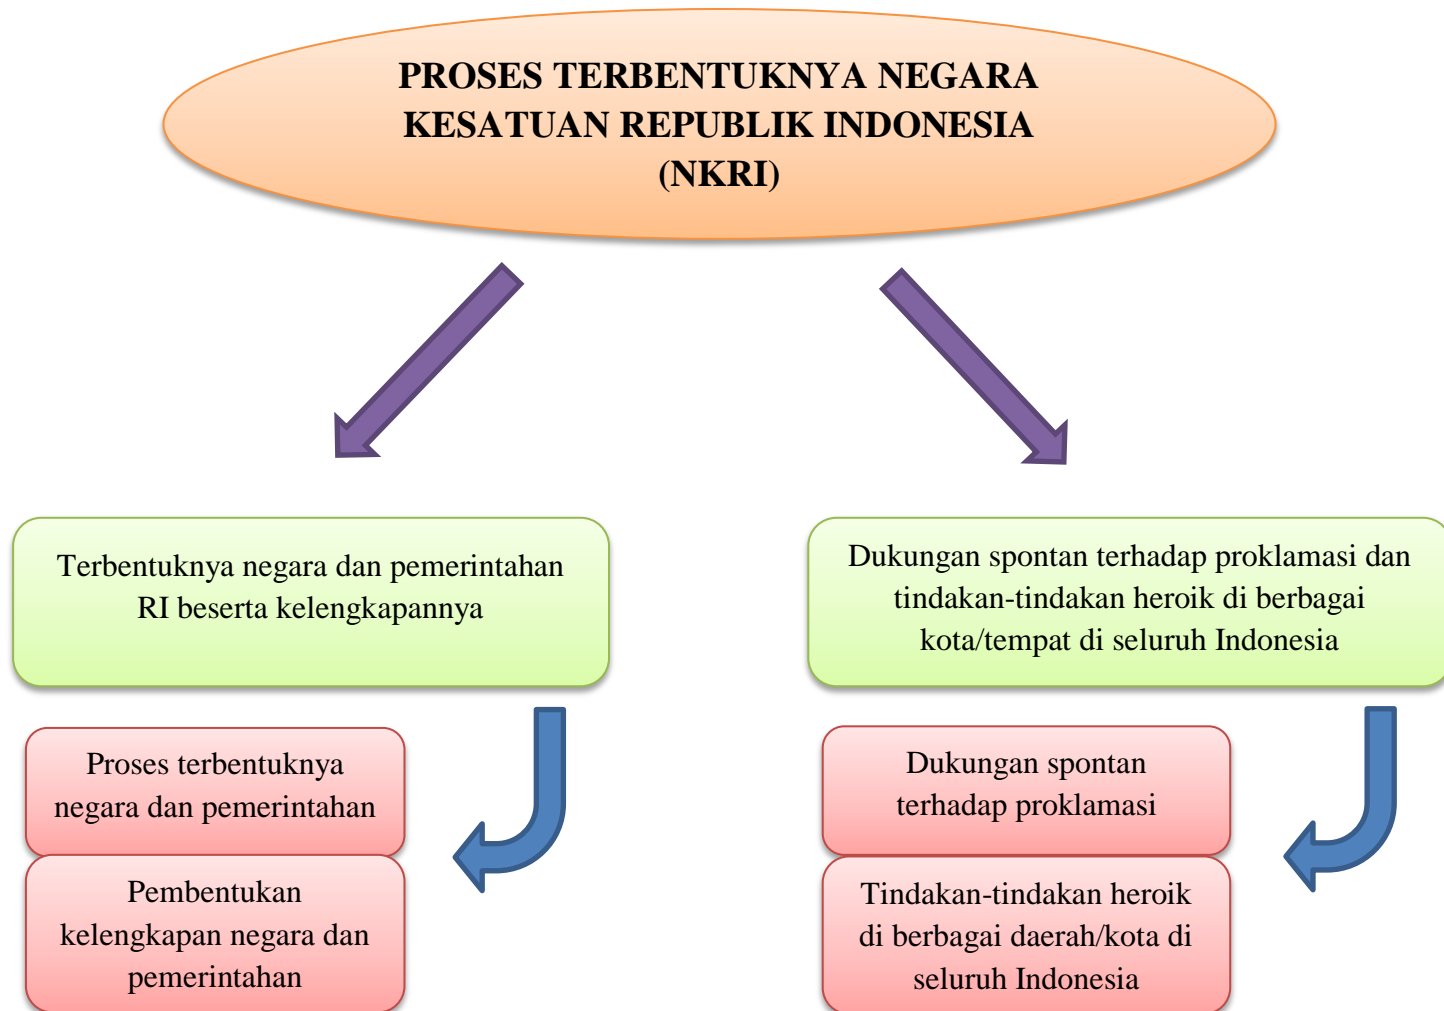 PROSES TERBENTUKNYA NEGARA
KESATUAN REPUBLIK INDONESIA
(NKRI)
Terbentuknya negara dan pemerintahan
RI beserta kelengkapannya
Dukungan spontan terhadap proklamasi dan
tindakan-tindakan heroik di berbagai
kota/tempat di seluruh Indonesia
Proses terbentuknya
negara dan pemerintahan
Pembentukan
kelengkapan negara dan
pemerintahan
Dukungan spontan
terhadap proklamasi
Tindakan-tindakan heroik
di berbagai daerah/kota di
seluruh Indonesia